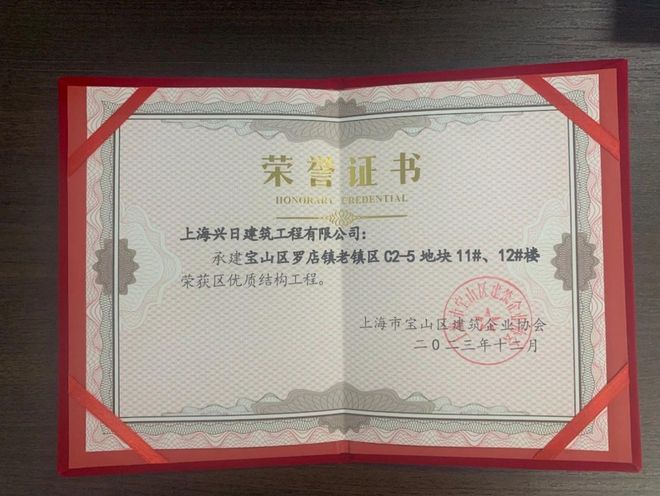 荣誉证书
HONORARY CREDENTIAL
上海兴日建筑工程有限公司：
承建宝山区罗店镇老镇区C2-5地块11#、12#楼
荣获区优质结构工程。
上海市宝山区建筑企业协会
二〇二三年十二月